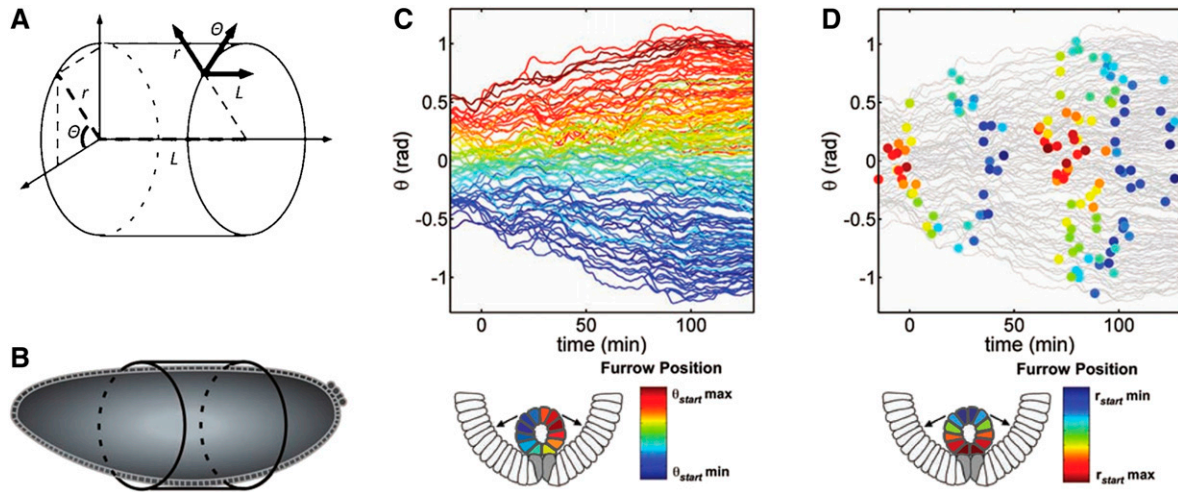 A
r
Θ
L
r
Θ
L
B
C
θ (rad)
1
0.5
0
-0.5
-1
0
50
100
time (min)
Furrow Position
θstart max
θstart min
D
θ (rad)
1
0.5
0
-0.5
-1
0
50
100
time (min)
Furrow Position
rstart min
rstart max